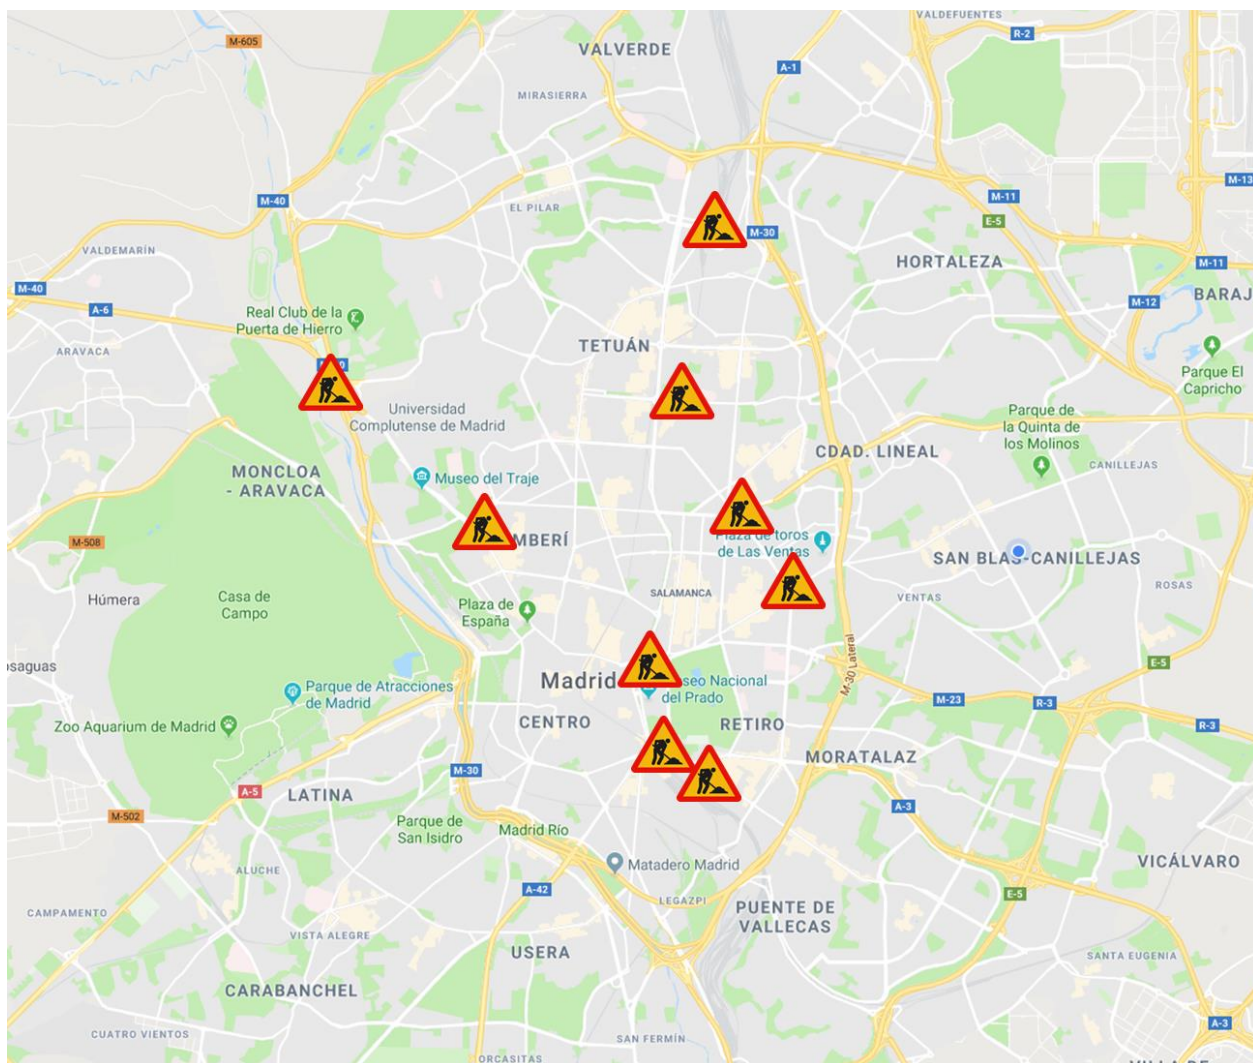 VALDEFUENTES
M-605
R-2
VALVERDE
A-1
MIRASIERRA
M-40
EL PILAR
M-30
M-11
E-5
M-13
VALDEMARÍN
HORTALEZA
M-11
M-40
A-6
M-12
BARAJ
Real Club de la
Puerta de Hierro
ARAVACA
TETUÁN
Parque El
Capricho
Universidad
Complutense de Madrid
Parque de
la Quinta de
los Molinos
CDAD. LINEAL
MONCLOA
- ARAVACA
Museo del Traje
CANILLEJAS
M-508
MBERÍ
Plaza de toros
de Las Ventas
SAN BLAS-CANILLEJAS
Húmera
Casa de
Campo
Plaza de
España
SALAMANCA
VENTAS
ROSAS
osaguas
M-30 Lateral
E-5
Parque de Atracciones
de Madrid
Madrid
seo Nacional
del Prado
M-23
R-3
Zoo Aquarium de Madrid
CENTRO
RETIRO
R-3
MORATALAZ
M-30
A-5
LATINA
A-3
M-502
Parque de
San Isidro
Madrid Río
Matadero Madrid
VICÁLVARO
ALUCHE
A-42
LEGAZPI
E-5
CAMPAMENTO
PUENTE DE
VALLECAS
VISTA ALEGRE
USERA
SANTA EUGENIA
CARABANCHEL
A-3
CUATRO VIENTOS
SAN FERMÍN
ORCASITAS